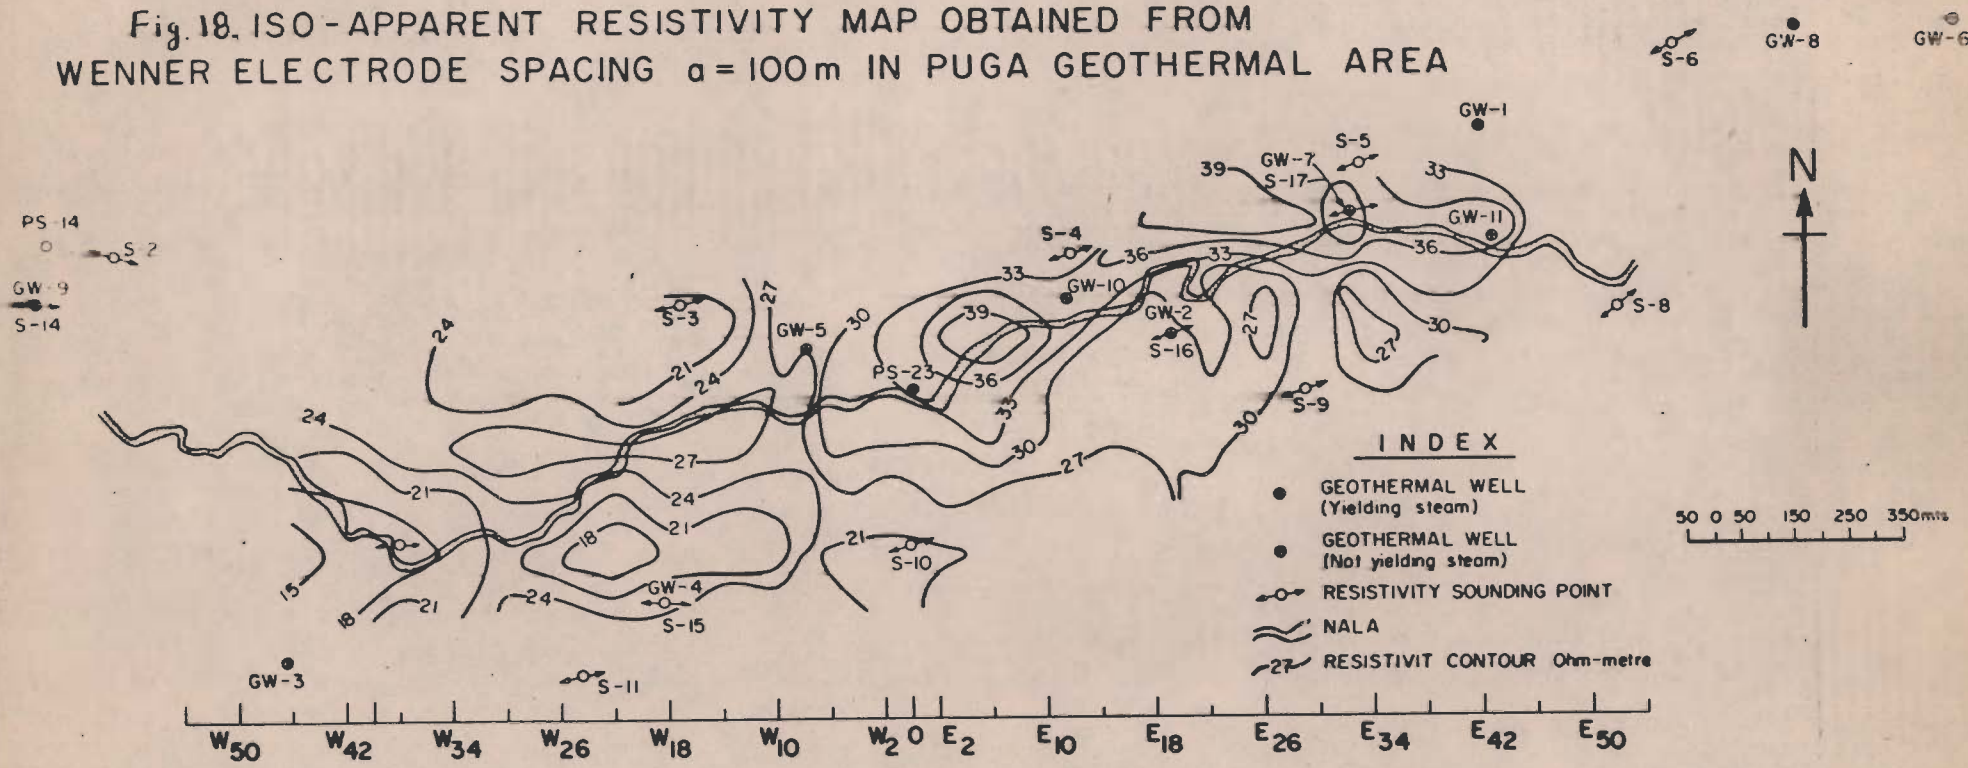 Fig. 18. ISO-APPARENT RESISTIVITY MAP OBTAINED FROM
WENNER ELECTRODE SPACING a = 100m IN PUGA GEOTHERMAL AREA
S-6
GW-8
GW-6
GW-1
S-5
GW-7
S-17
39
33
N
PS-14
S-2
GW-9
S-14
S-4
GW-11
36
36
33
33
GW-10
S-3
27
GW-5
30
39
GW-2
S-16
27
30
27
S-8
24
21
24
PS-23
36
33
S-9
30
24
27
30
27
21
24
21
18
21
S-10
15
18
21
24
GW-4
S-15
GW-3
S-11
INDEX
GEOTHERMAL WELL
(Yielding steam)
GEOTHERMAL WELL
(Not yielding steam)
RESISTIVITY SOUNDING POINT
NALA
27 RESISTIVIT CONTOUR Ohm-metre
50 0 50 150 250 350mts
W50 W42 W34 W26 W18 W10 W2 0 E2 E10 E18 E26 E34 E42 E50